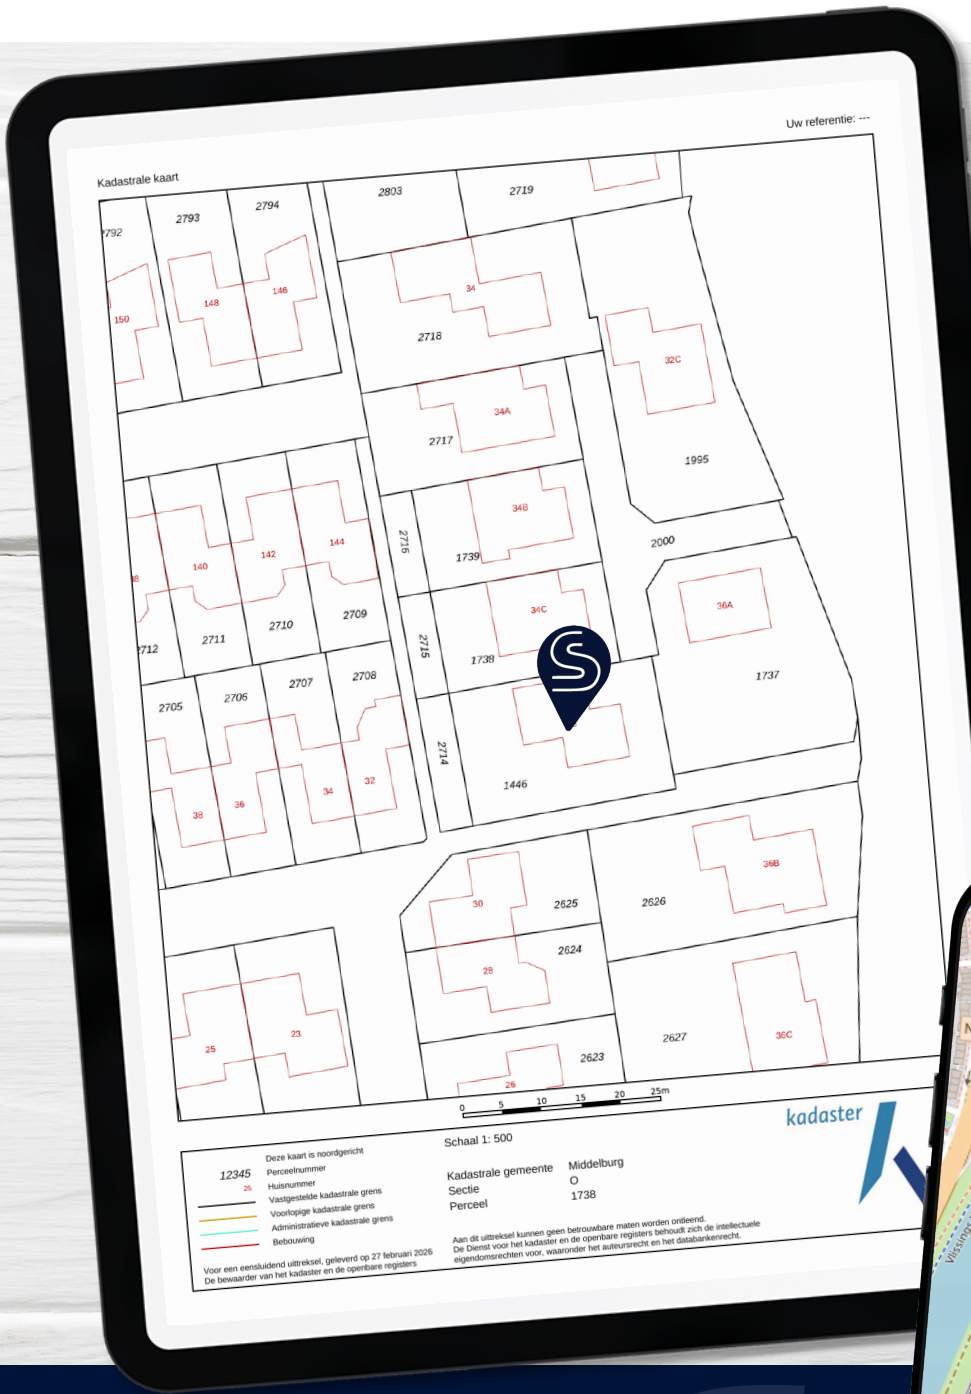 Uw referentie: ---
Kadastrale kaart
2803
2719
2794
2793
792
34
146
148
150
2718
32C
34A
2717
1995
34B
2716
1739
2000
144
142
140
34C
36A
2709
2710
2711
2712
2715
1738
1737
2708
2707
2706
2705
2714
1446
32
34
36
38
36B
30
2625
2626
2624
28
23
25
2627
36C
2623
26
0 5 10 15 20 25m
kadaster
Deze kaart is noordgericht
12345 Perceelnummer
25 Huisnummer
Vastgestelde kadastrale grens
Voorlopige kadastrale grens
Administratieve kadastrale grens
Bebouwing
Voor een eensluidend uittreksel, geleverd op 27 februari 2026
De bewaarder van het kadaster en de openbare registers
Schaal 1: 500
Kadastrale gemeente Middelburg
Sectie O
Perceel 1738
Aan dit uittreksel kunnen geen betrouwbare maten worden ontleend.
De Dienst voor het kadaster en de openbare registers behoudt zich de intellectuele
eigendomsrechten voor, waaronder het auteursrecht en het databankenrecht.